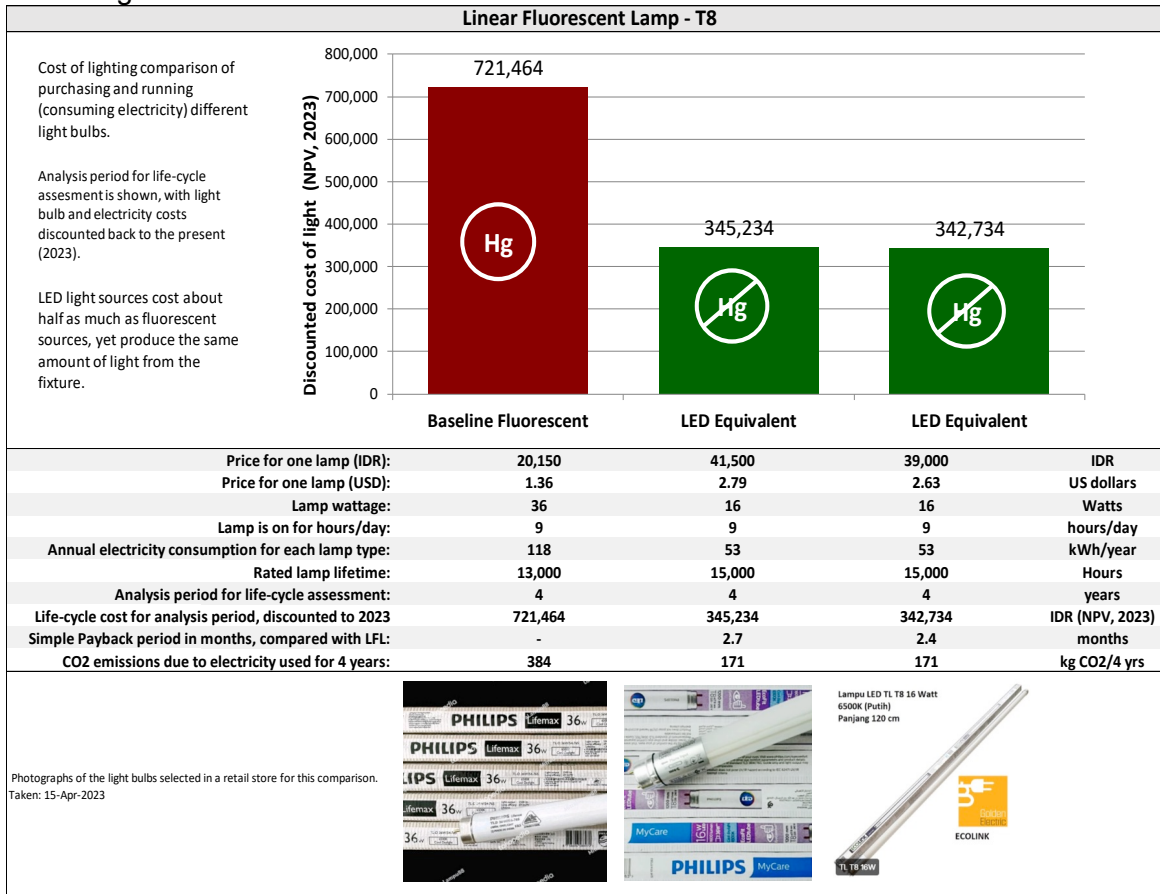 Linear Fluorescent Lamp - T8
Cost of lighting comparison of
purchasing and running
(consuming electricity) different
light bulbs.
Analysis period for life-cycle
assesment is shown, with light
bulb and electricity costs
discounted back to the present
(2023).
LED light sources cost about
half as much as fluorescent
sources, yet produce the same
amount of light from the
fixture.
Discounted cost of light (NPV, 2023)
800,000
700,000
600,000
500,000
400,000
300,000
200,000
100,000
0
721,464
345,234
342,734
Hg
Hg
Hg
Baseline Fluorescent
LED Equivalent
LED Equivalent
Price for one lamp (IDR): 20,150 41,500 39,000 IDR
Price for one lamp (USD): 1.36 2.79 2.63 US dollars
Lamp wattage: 36 16 16 Watts
Lamp is on for hours/day: 9 9 9 hours/day
Annual electricity consumption for each lamp type: 118 53 53 kWh/year
Rated lamp lifetime: 13,000 15,000 15,000 Hours
Analysis period for life-cycle assessment: 4 4 4 years
Life-cycle cost for analysis period, discounted to 2023 721,464 345,234 342,734 IDR (NPV, 2023)
Simple Payback period in months, compared with LFL: - 2.7 2.4 months
CO2 emissions due to electricity used for 4 years: 384 171 171 kg CO2/4 yrs
Photographs of the light bulbs selected in a retail store for this comparison.
Taken: 15-Apr-2023
PHILIPS Lifemax 36w
PHILIPS Lifemax 36w
LIPS Lifemax 36w
ifemax 36w
36w
MyCare 16w
PHILIPS MyCare
Lampu LED TL T8 16 Watt
6500K (Putih)
Panjang 120 cm
Golden
Electric
ECOLINK
TL T8 16W